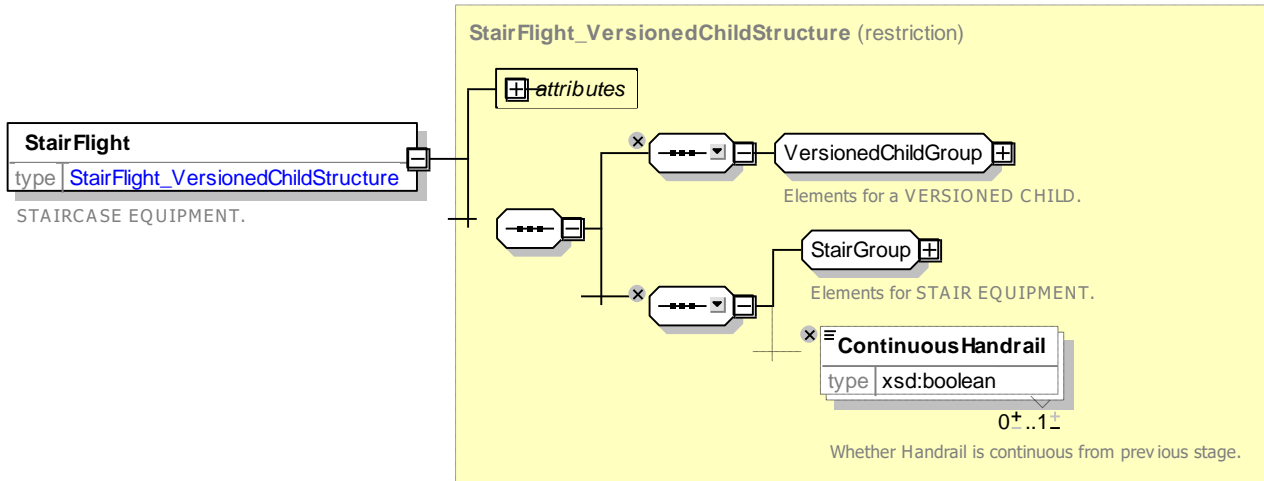 StairFlight_VersionedChildStructure (restriction)
attributes
StairFlight
type StairFlight_VersionedChildStructure
STAIRCASE EQUIPMENT.
VersionedChildGroup
Elements for a VERSIONED CHILD.
StairGroup
Elements for STAIR EQUIPMENT.
ContinuousHandrail
type xsd:boolean
0..1
Whether Handrail is continuous from previous stage.